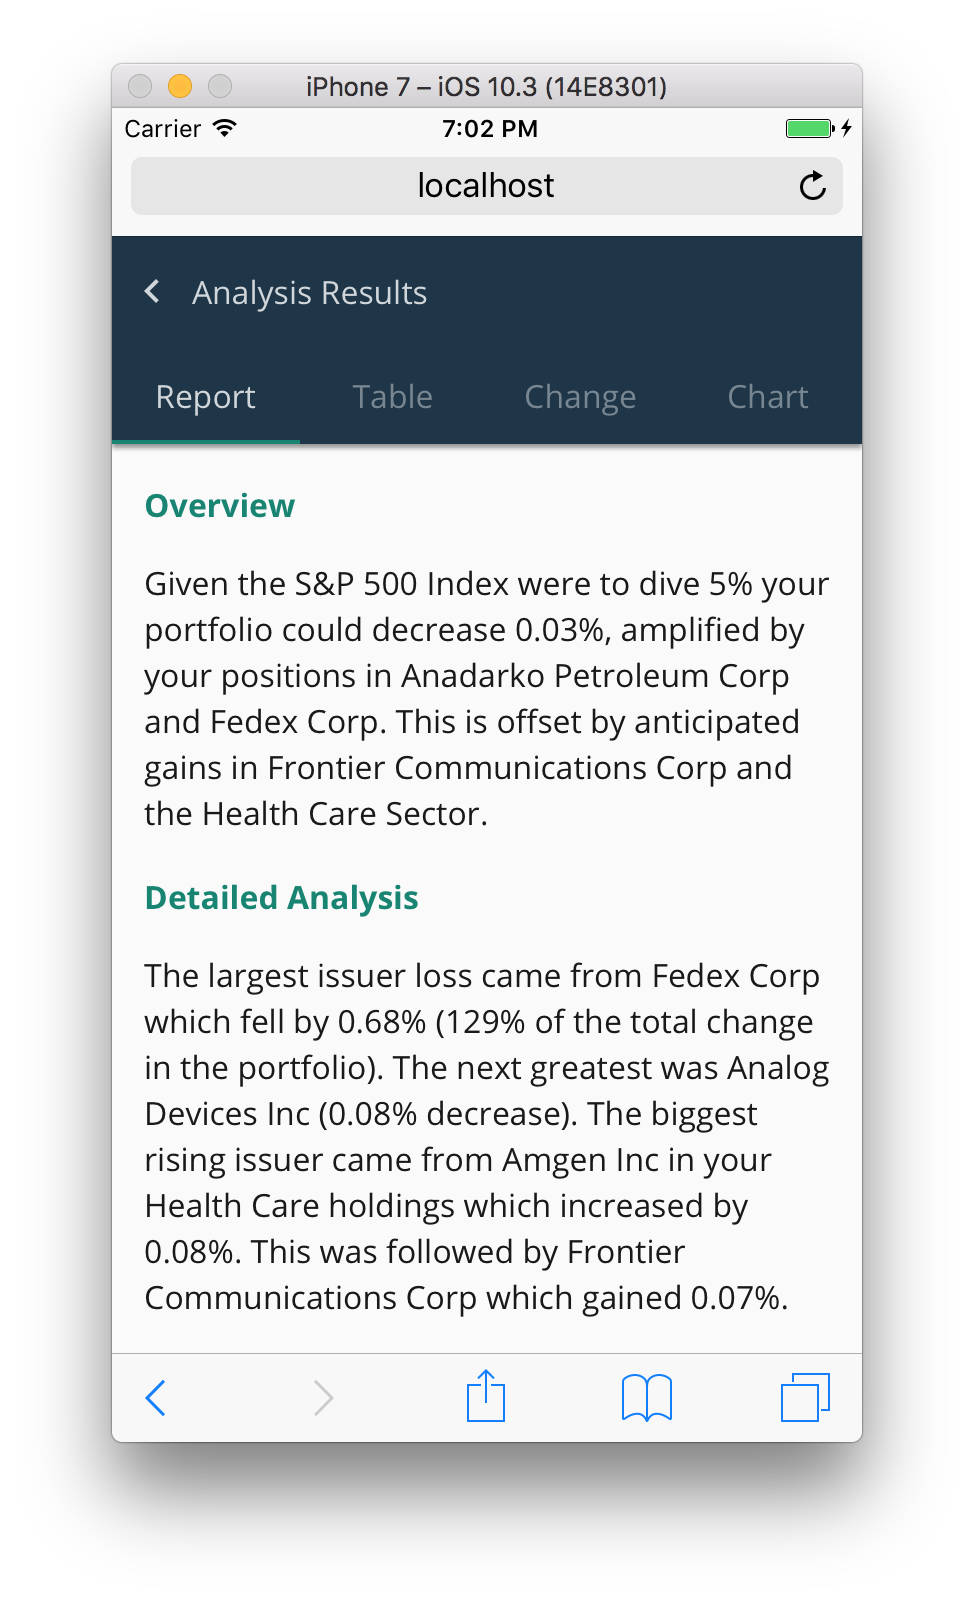 iPhone 7 – iOS 10.3 (14E8301)
Carrier 7:02 PM
localhost
Analysis Results
Report Table Change Chart
Overview
Given the S&P 500 Index were to dive 5% your
portfolio could decrease 0.03%, amplified by
your positions in Anadarko Petroleum Corp
and Fedex Corp. This is offset by anticipated
gains in Frontier Communications Corp and
the Health Care Sector.
Detailed Analysis
The largest issuer loss came from Fedex Corp
which fell by 0.68% (129% of the total change
in the portfolio). The next greatest was Analog
Devices Inc (0.08% decrease). The biggest
rising issuer came from Amgen Inc in your
Health Care holdings which increased by
0.08%. This was followed by Frontier
Communications Corp which gained 0.07%.